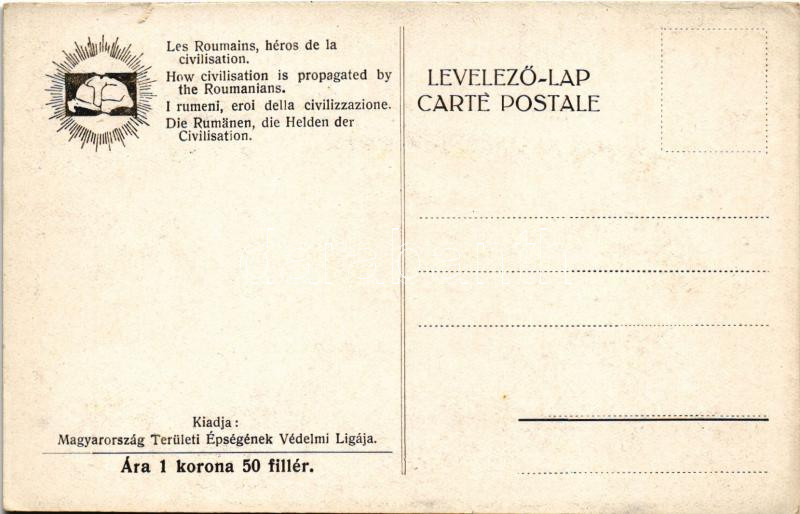 Les Roumains, héros de la
civilisation.
How civilisation is propagated by
the Roumanians.
I rumeni, eroi della civilizzazione.
Die Rumänen, die Helden der
Civilisation.
LEVELEZŐ-LAP
CARTE POSTALE
Kiadja:
Magyarország Területi Épségének Védelmi Ligája.
Ára 1 korona 50 fillér.